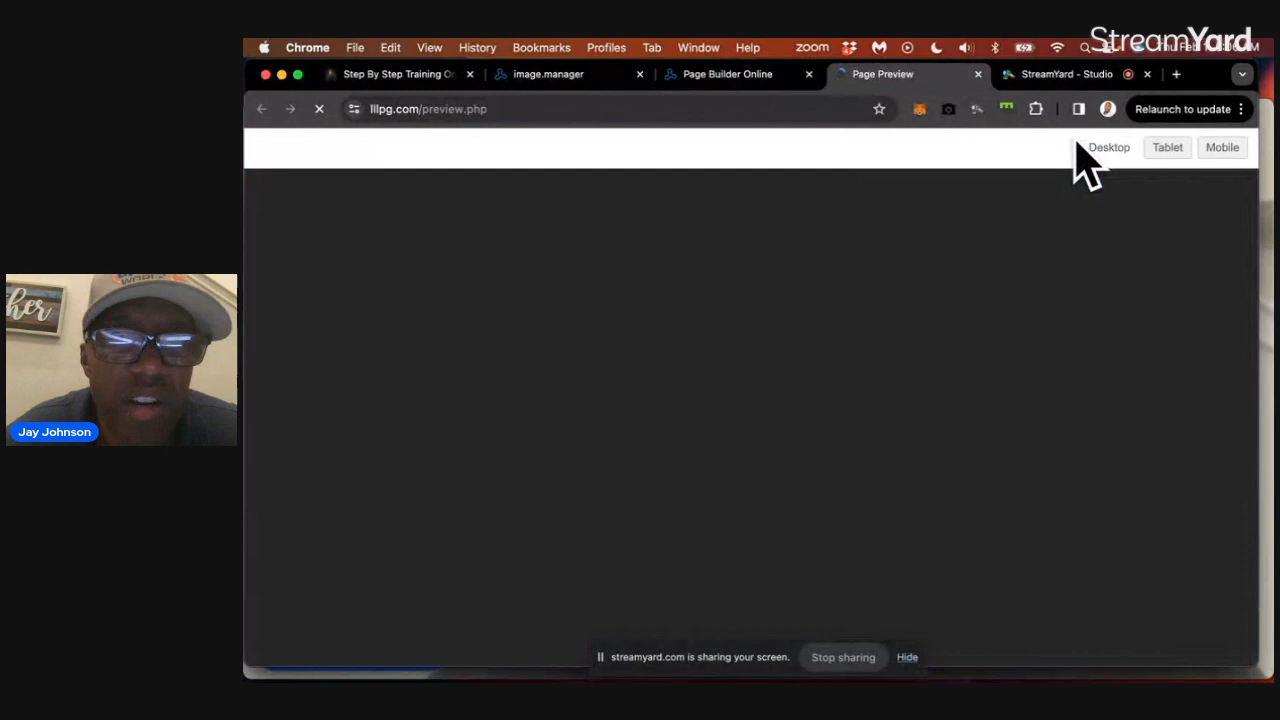 StreamYard
Chrome File Edit View History Bookmarks Profiles Tab Window Help zoom
Step By Step Training On
image.manager
Page Builder Online
Page Preview
StreamYard - Studio
lllpg.com/preview.php
Relaunch to update
Desktop Tablet Mobile
her
Jay Johnson
streamyard.com is sharing your screen. Stop sharing Hide